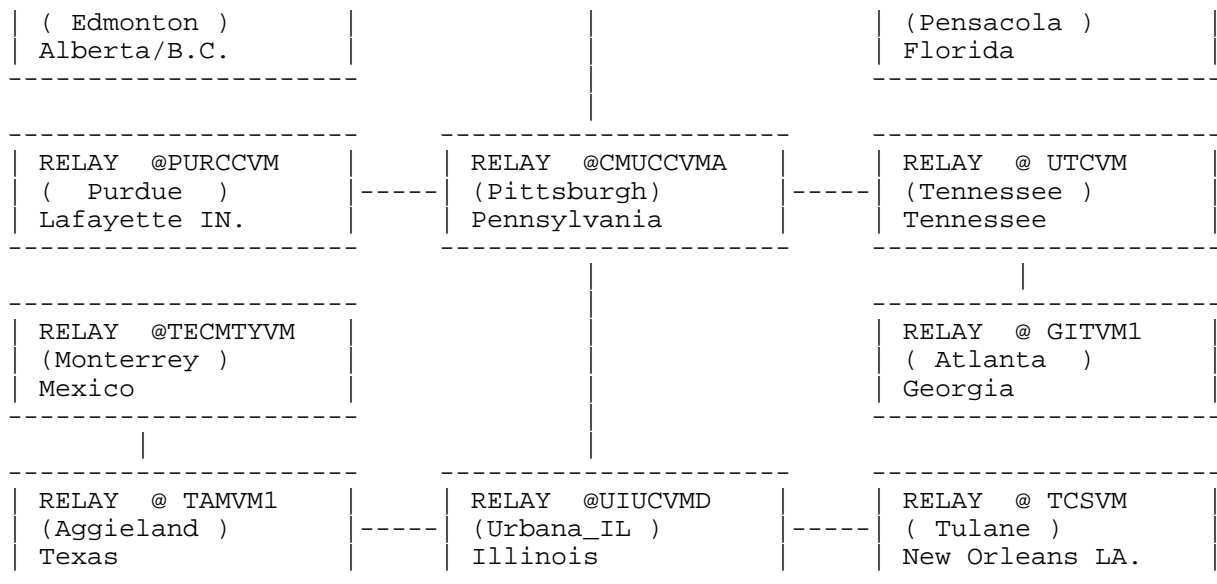 ( Edmonton )
Alberta/B.C.
(Pensacola )
Florida
RELAY  @PURCCVM
(  Purdue  )
Lafayette IN.
RELAY  @CMUCCVMA
(Pittsburgh)
Pennsylvania
RELAY  @ UTCVM
(Tennessee )
Tennessee
RELAY  @TECMTYVM
(Monterrey )
Mexico
RELAY  @ GITVM1
( Atlanta  )
Georgia
RELAY  @ TAMVM1
(Aggieland )
Texas
RELAY  @UIUCVMD
(Urbana_IL )
Illinois
RELAY  @ TCSVM
( Tulane )
New Orleans LA.